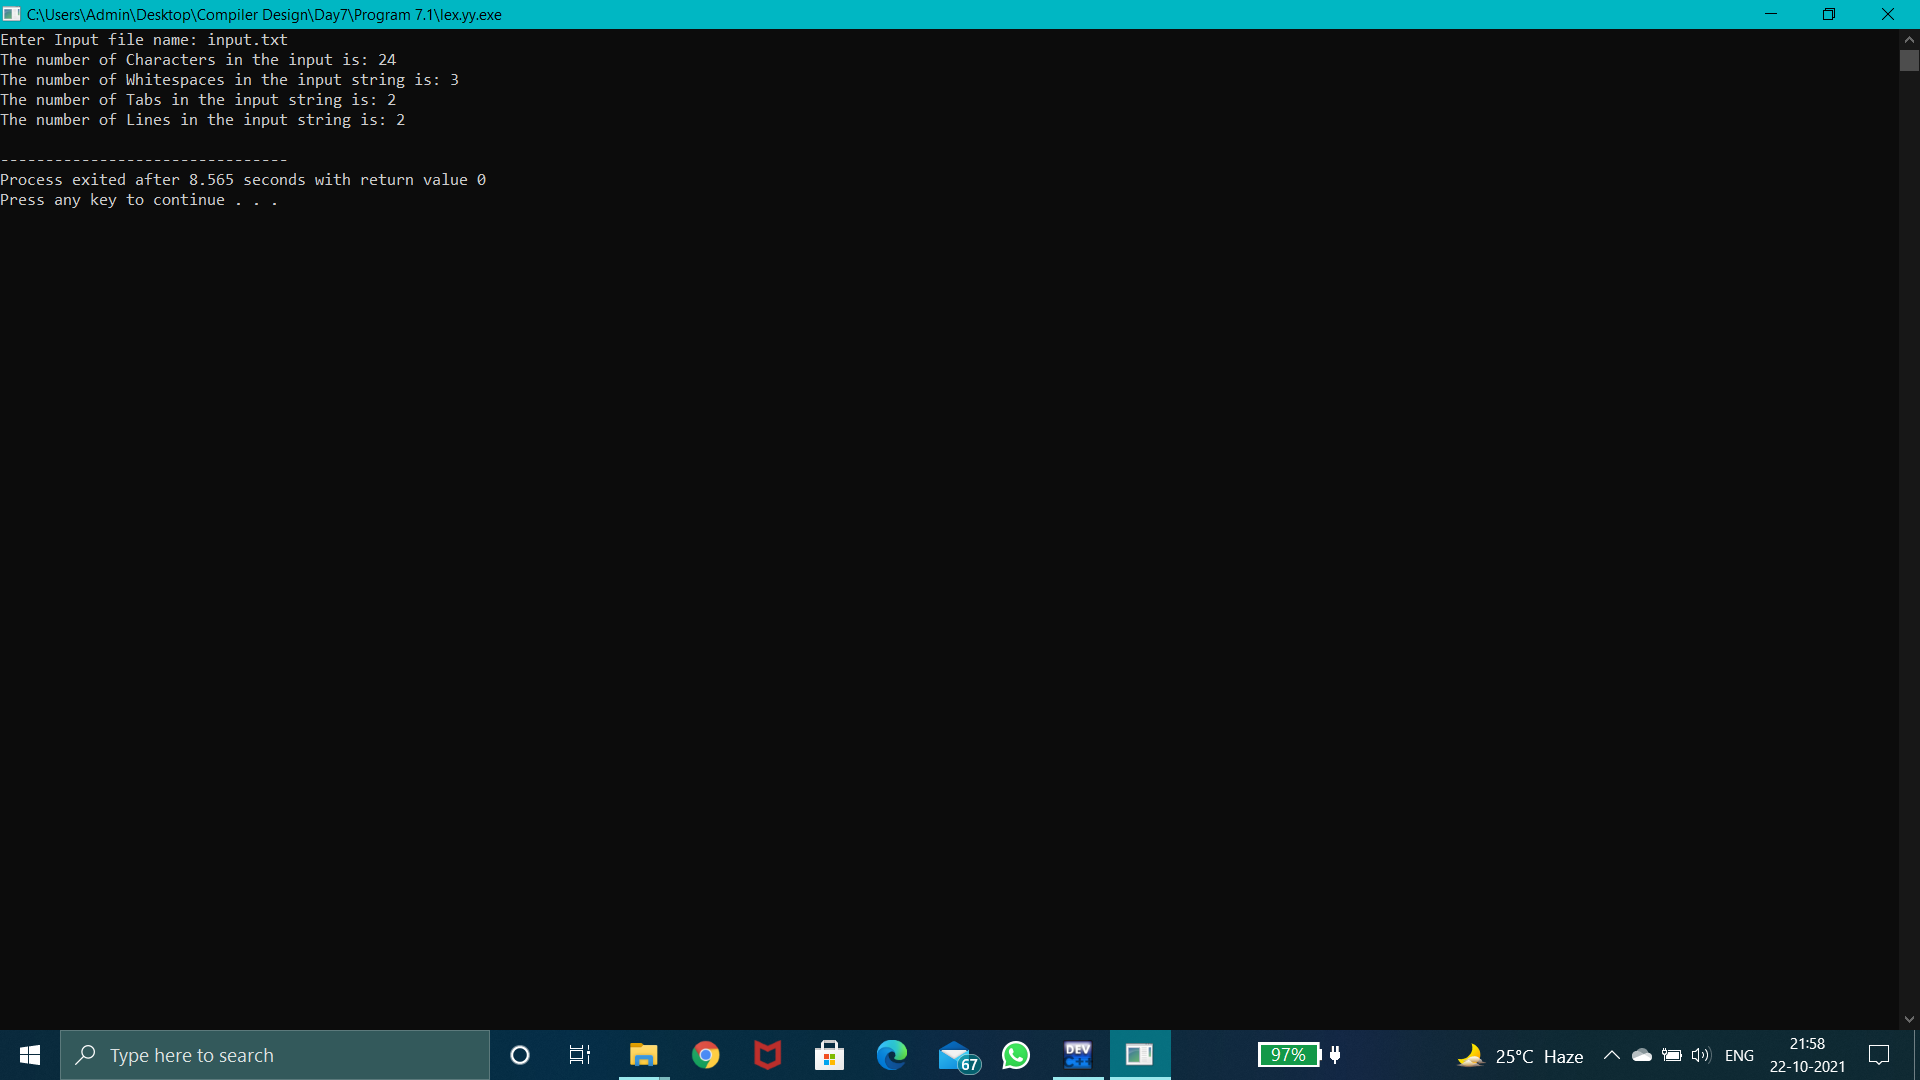 C:\Users\Admin\Desktop\Compiler Design\Day7\Program 7.1\lex.yy.exe
Enter Input file name: input.txt
The number of Characters in the input is: 24
The number of Whitespaces in the input string is: 3
The number of Tabs in the input string is: 2
The number of Lines in the input string is: 2
--------------------------------
Process exited after 8.565 seconds with return value 0
Press any key to continue . . .
Type here to search
67
DEV
C++
97%
25°C Haze
ENG
21:58
22-10-2021